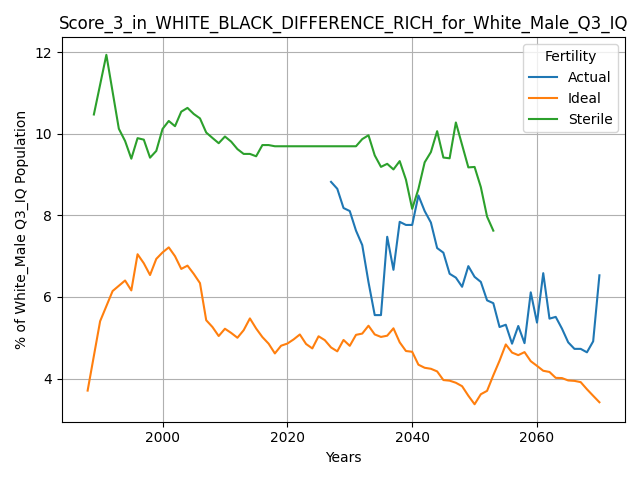 Score_3_in_WHITE_BLACK_DIFFERENCE_RICH_for_White_Male_Q3_IQ
Fertility
Actual
Ideal
Sterile
% of White_Male Q3_IQ Population
12
10
8
6
4
2000
2020
2040
2060
Years